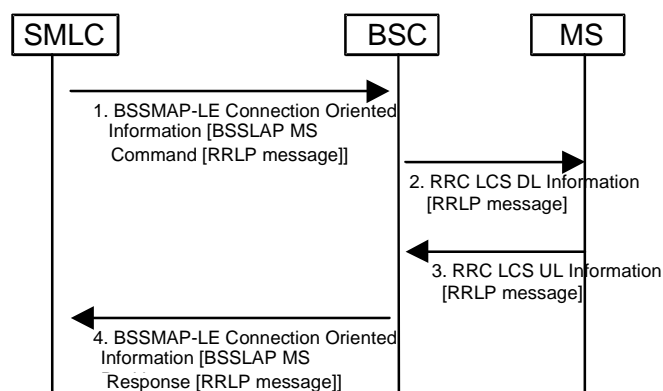 SMLC
BSC
MS
1. BSSMAP-LE Connection Oriented
Information [BSSLAP MS
Command [RRLP message]]
2. RRC LCS DL Information
[RRLP message]
3. RRC LCS UL Information
[RRLP message]
4. BSSMAP-LE Connection Oriented
Information [BSSLAP MS
Response [RRLP message]]